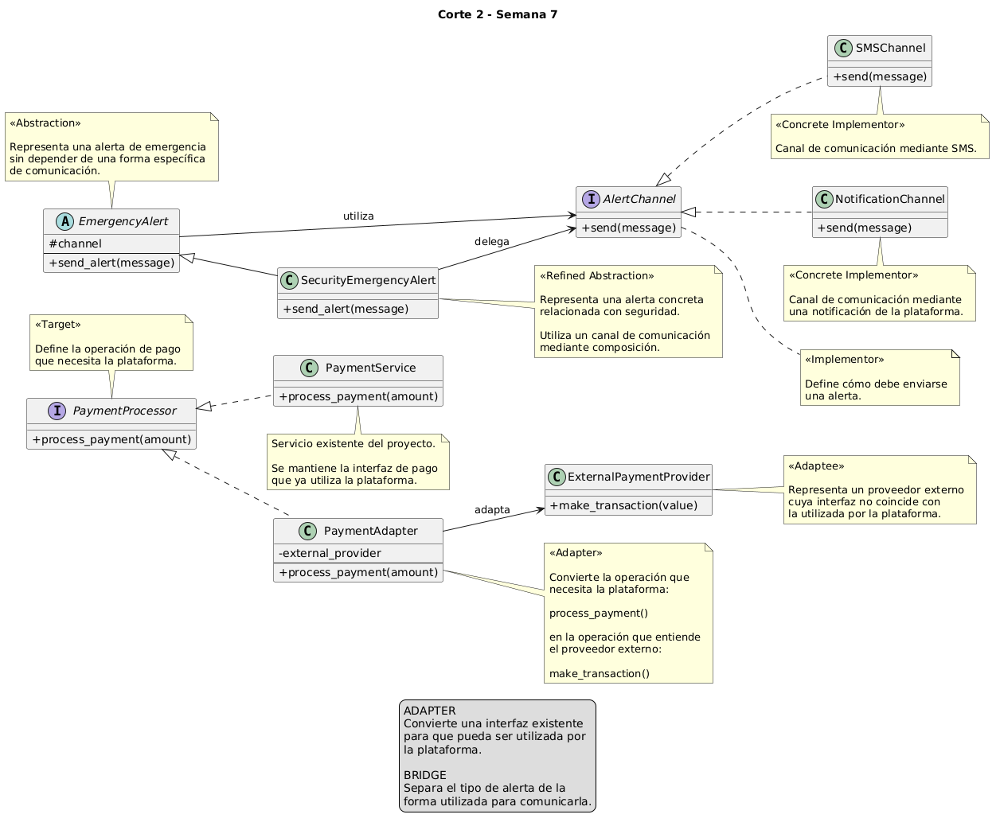 Corte 2 - Semana 7
C SMSChannel
+send(message)
«Concrete Implementor»
Canal de comunicación mediante SMS.
«Abstraction»
Representa una alerta de emergencia
sin depender de una forma específica
de comunicación.
A EmergencyAlert
#channel
+send_alert(message)
utiliza
I AlertChannel
+send(message)
C NotificationChannel
+send(message)
delega
C SecurityEmergencyAlert
+send_alert(message)
«Refined Abstraction»
Representa una alerta concreta
relacionada con seguridad.
Utiliza un canal de comunicación
mediante composición.
«Concrete Implementor»
Canal de comunicación mediante
una notificación de la plataforma.
«Implementor»
Define cómo debe enviarse
una alerta.
«Target»
Define la operación de pago
que necesita la plataforma.
I PaymentProcessor
+process_payment(amount)
C PaymentService
+process_payment(amount)
Servicio existente del proyecto.
Se mantiene la interfaz de pago
que ya utiliza la plataforma.
C PaymentAdapter
-external_provider
+process_payment(amount)
adapta
C ExternalPaymentProvider
+make_transaction(value)
«Adaptee»
Representa un proveedor externo
cuya interfaz no coincide con
la utilizada por la plataforma.
«Adapter»
Convierte la operación que
necesita la plataforma:
process_payment()
en la operación que entiende
el proveedor externo:
make_transaction()
ADAPTER
Convierte una interfaz existente
para que pueda ser utilizada por
la plataforma.
BRIDGE
Separa el tipo de alerta de la
forma utilizada para comunicarla.